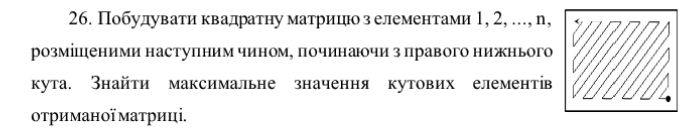 26. Побудувати квадратну матрицю з елементами 1, 2, ..., n,
розміщеними наступним чином, починаючи з правого нижнього
кута. Знайти максимальне значення кутових елементів
отриманої матриці.